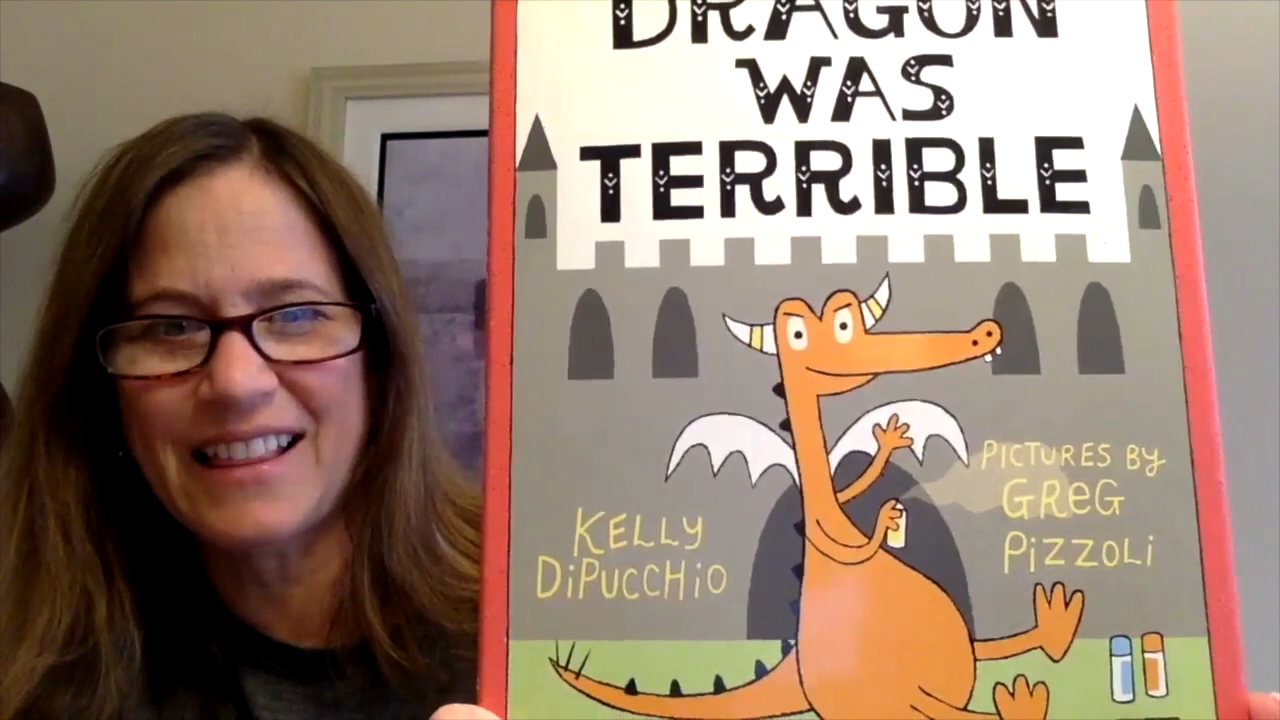 DRAGON
WAS
TERRIBLE
KELLY
DiPUCCHiO
PICTURES BY
GReG
PiZZOLi